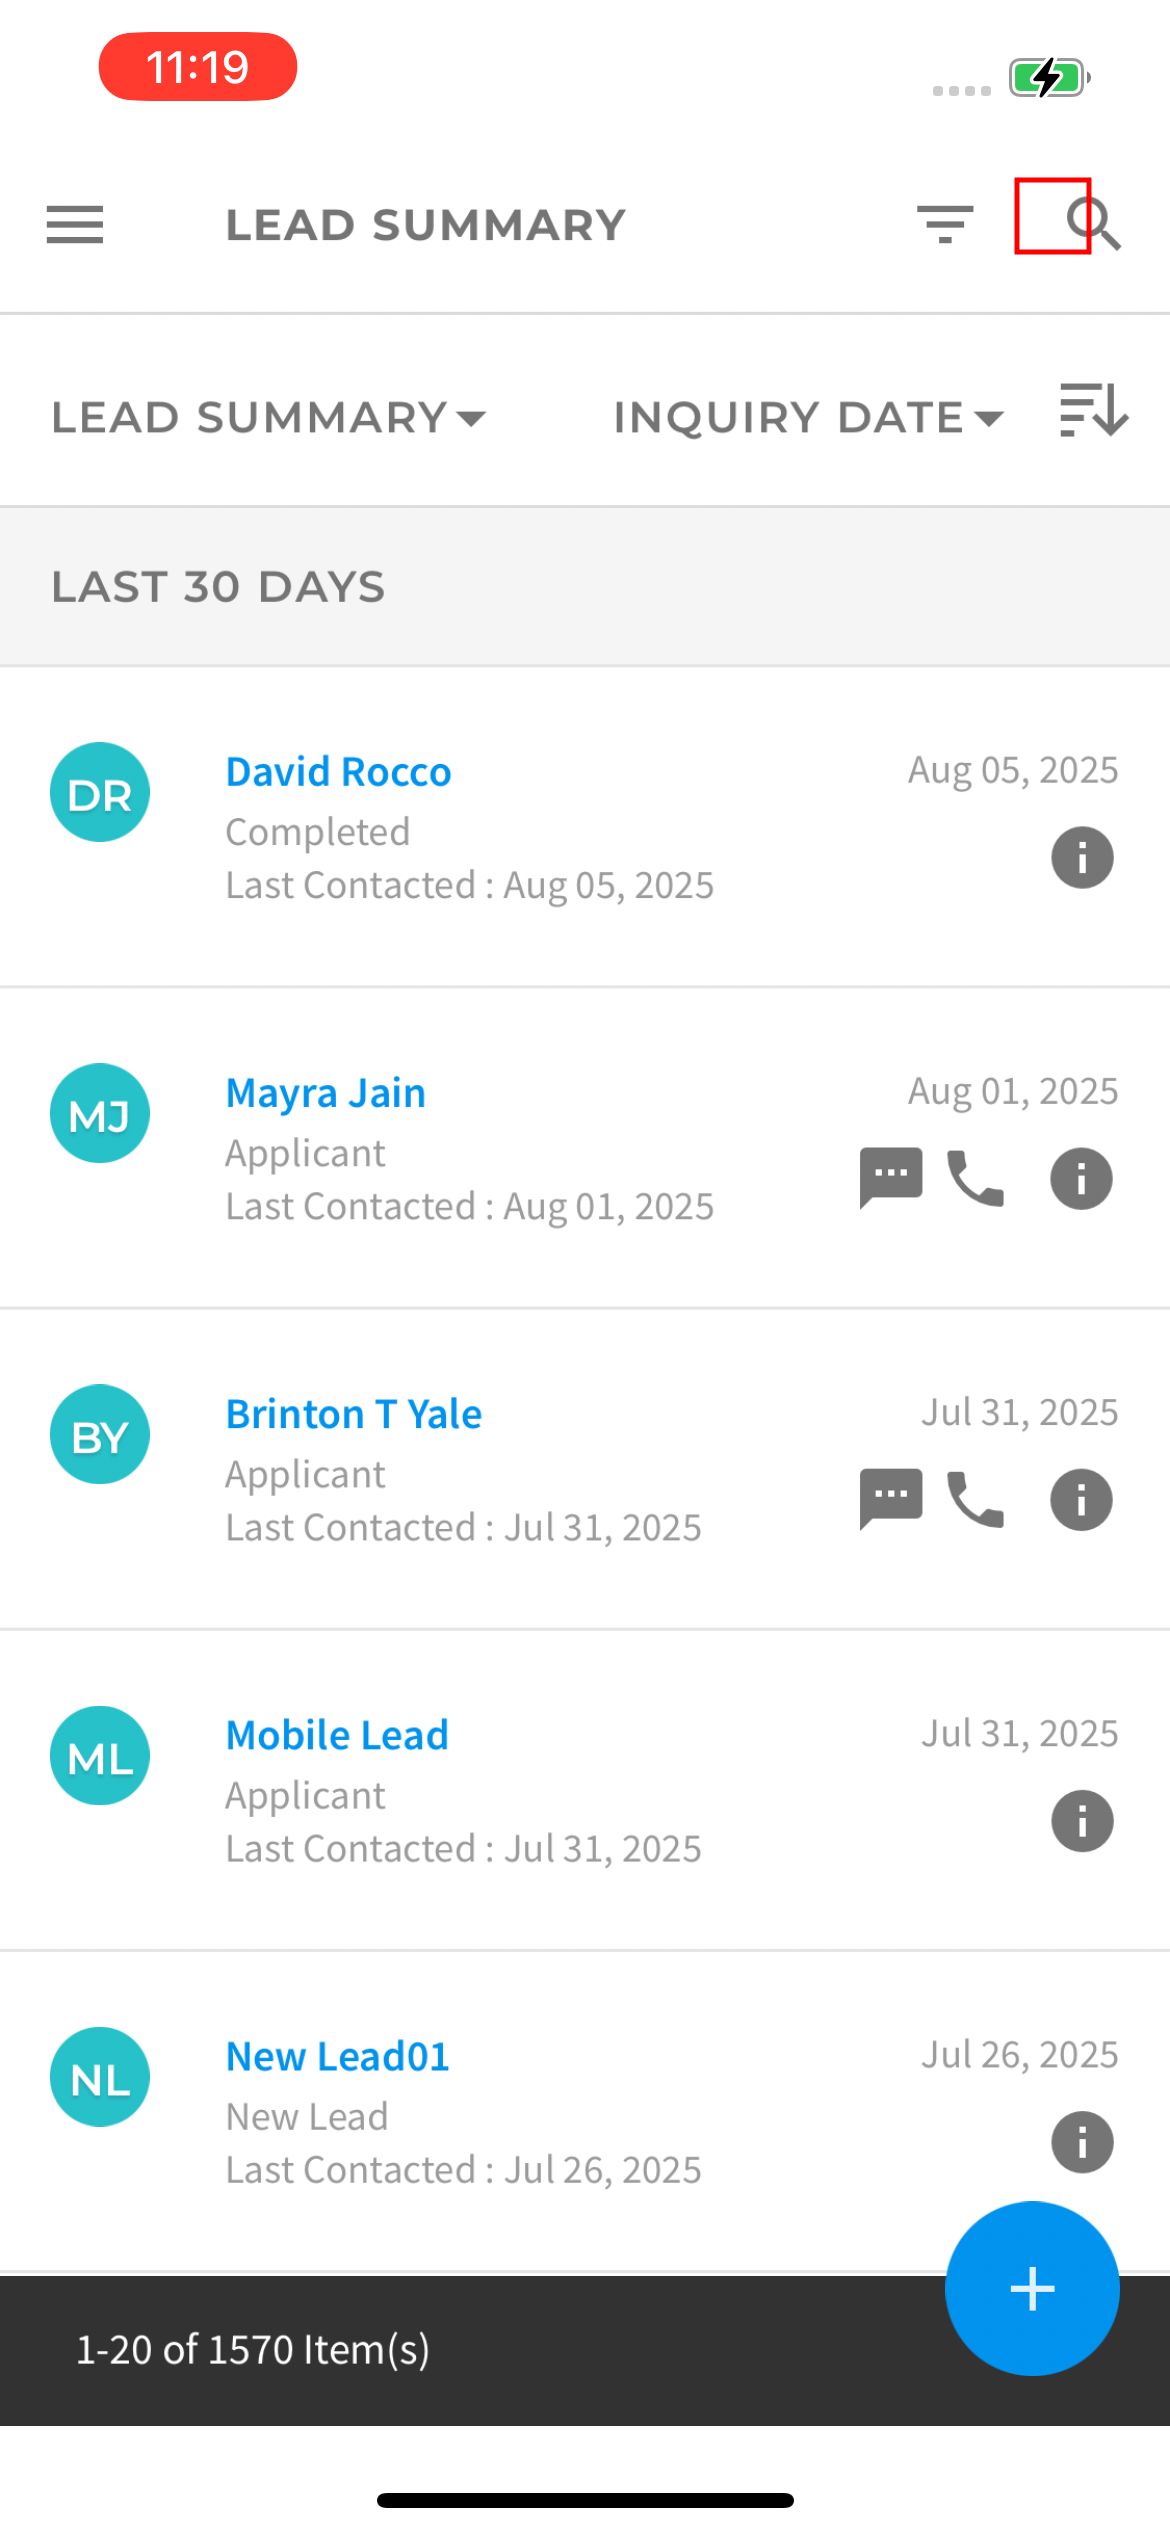 11:19
LEAD SUMMARY
LEAD SUMMARY INQUIRY DATE
LAST 30 DAYS
DR David Rocco Aug 05, 2025
Completed
Last Contacted : Aug 05, 2025
MJ Mayra Jain Aug 01, 2025
Applicant
Last Contacted : Aug 01, 2025
BY Brinton T Yale Jul 31, 2025
Applicant
Last Contacted : Jul 31, 2025
ML Mobile Lead Jul 31, 2025
Applicant
Last Contacted : Jul 31, 2025
NL New Lead01 Jul 26, 2025
New Lead
Last Contacted : Jul 26, 2025
1-20 of 1570 Item(s)